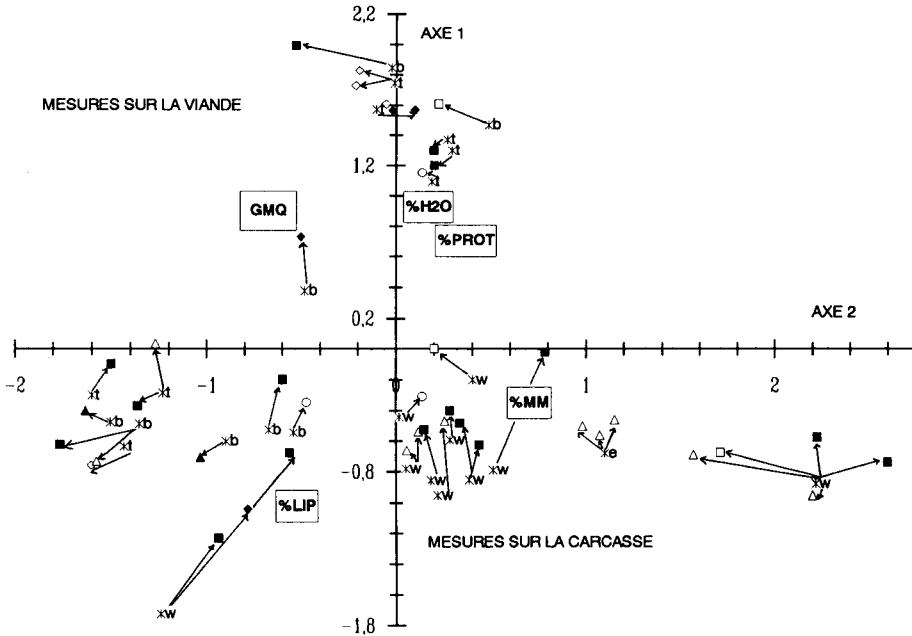 2,2
AXE 1
b
t
MESURES SUR LA VIANDE
t
b
t
t
1,2
t
GMQ
%H2O
%PROT
b
AXE 2
0,2
-2
-1
0
1
2
w
%MM
t
t
b
b
w
t
b
b
b
w
w
e
w
w
w
w
w
w
-0,8
%LIP
MESURES SUR LA CARCASSE
w
-1,8